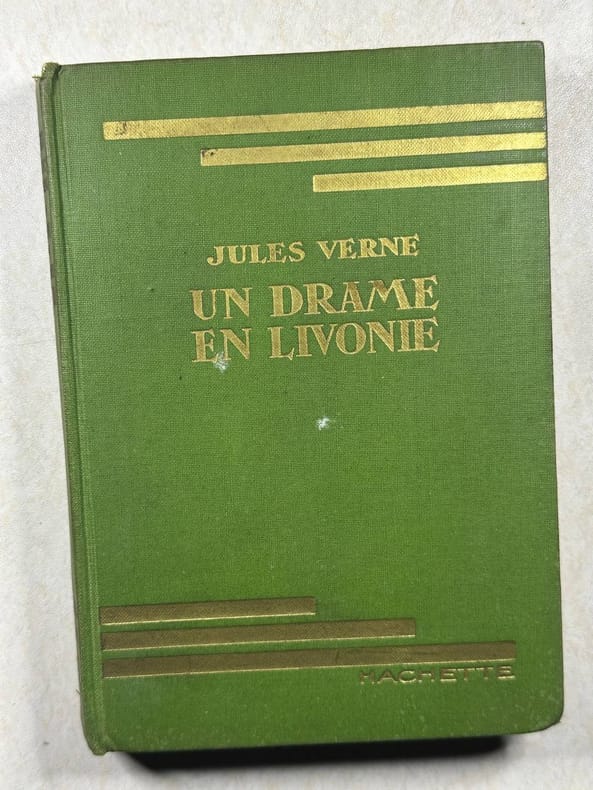 JULES VERNE
UN DRAME
EN LIVONIE
HACHETTE